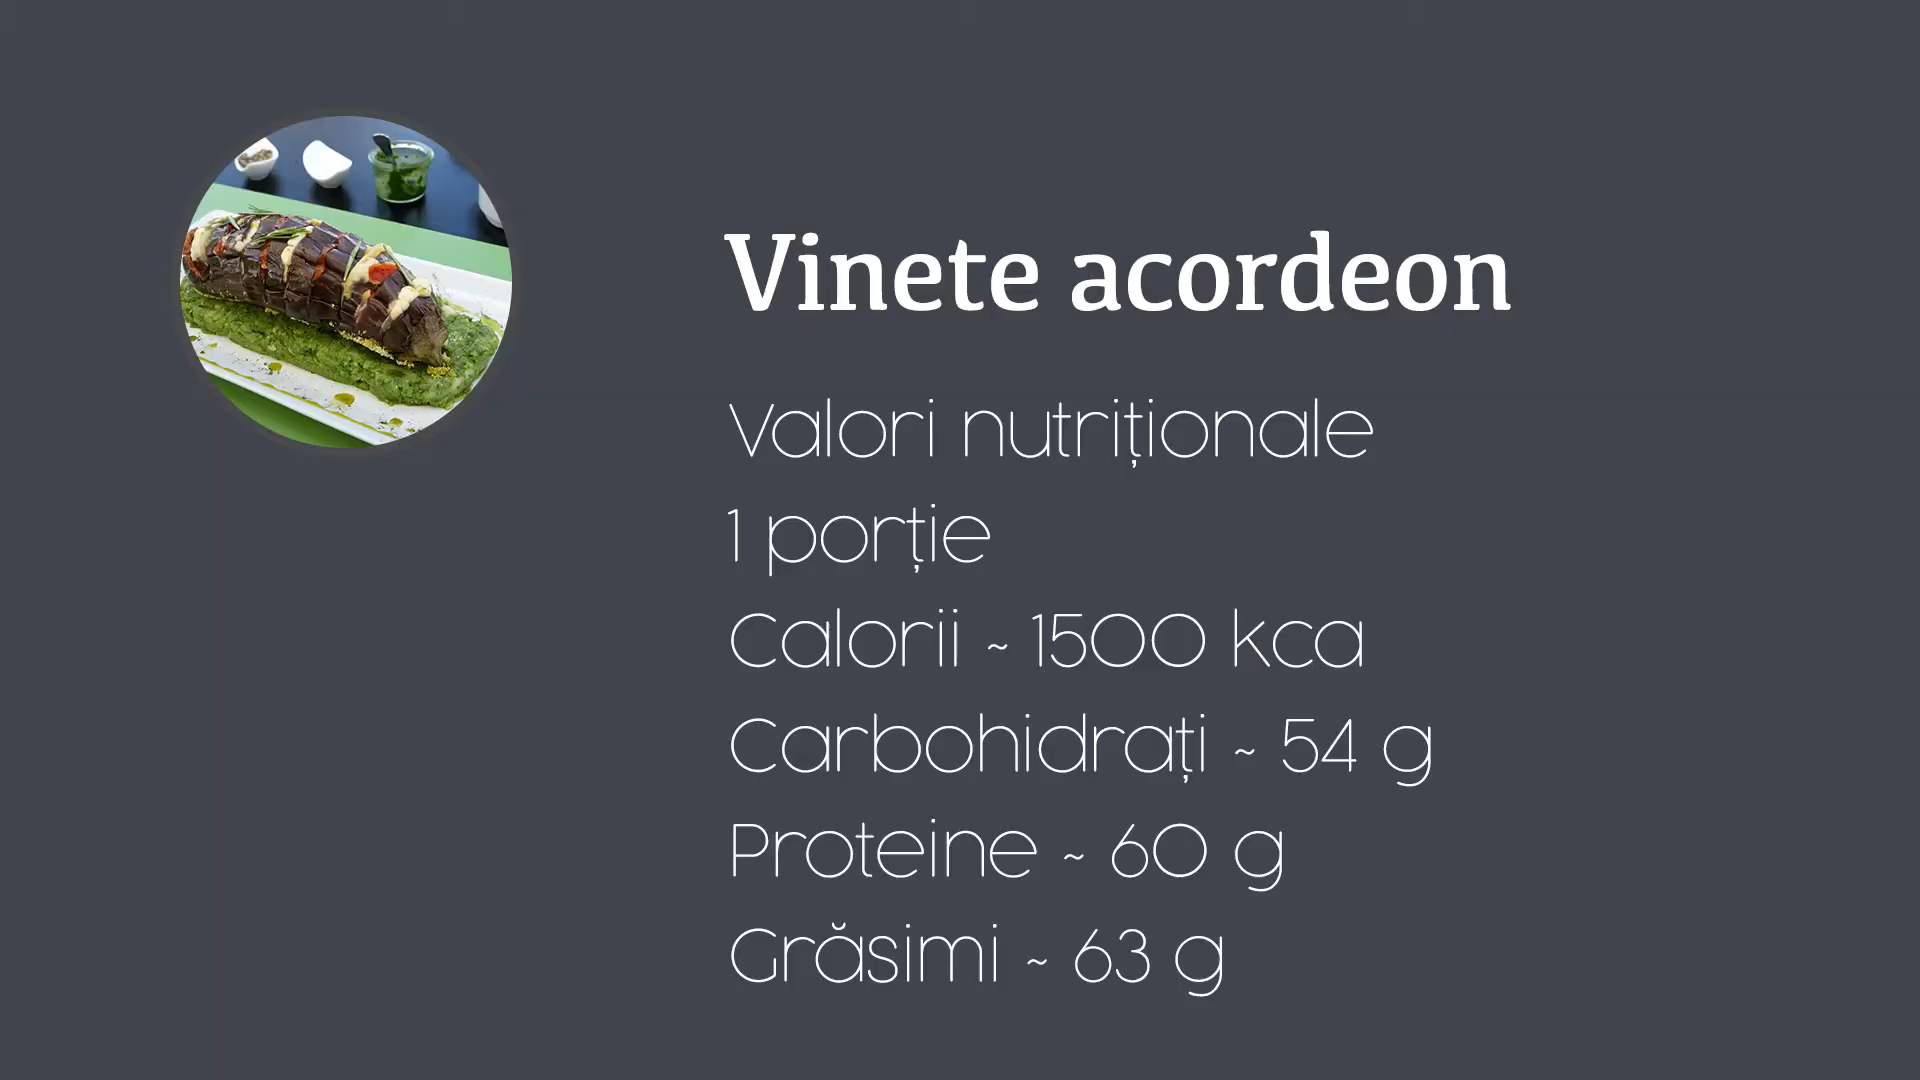 Vinete acordeon
Valori nutriționale
1 porție
Calorii ~ 1500 kca
Carbohidrați ~ 54 g
Proteine ~ 60 g
Grăsimi ~ 63 g